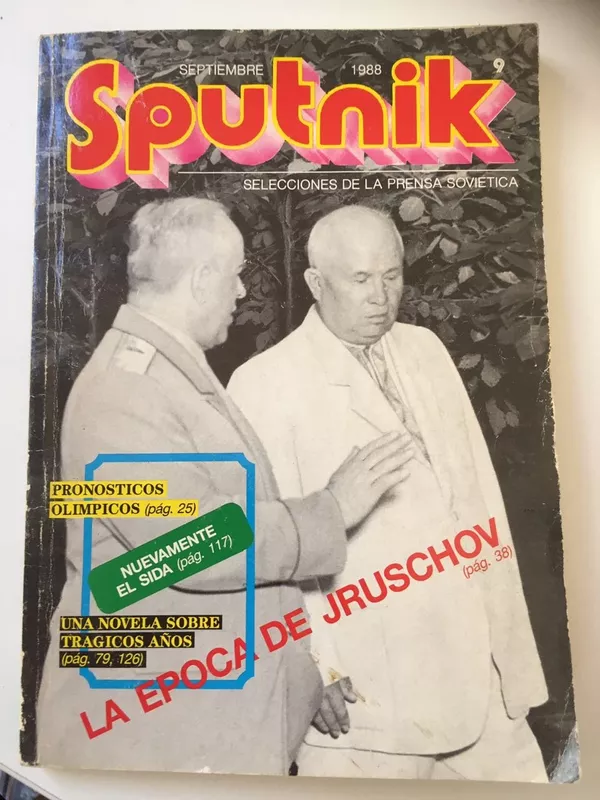 SEPTIEMBRE 1988 9
Sputnik
SELECCIONES DE LA PRENSA SOVIETICA
PRONOSTICOS
OLIMPICOS (pág. 25)
NUEVAMENTE
EL SIDA (pág. 117)
UNA NOVELA SOBRE
TRAGICOS AÑOS
(pág. 79, 126)
LA EPOCA DE JRUSCHOV
(pág. 38)